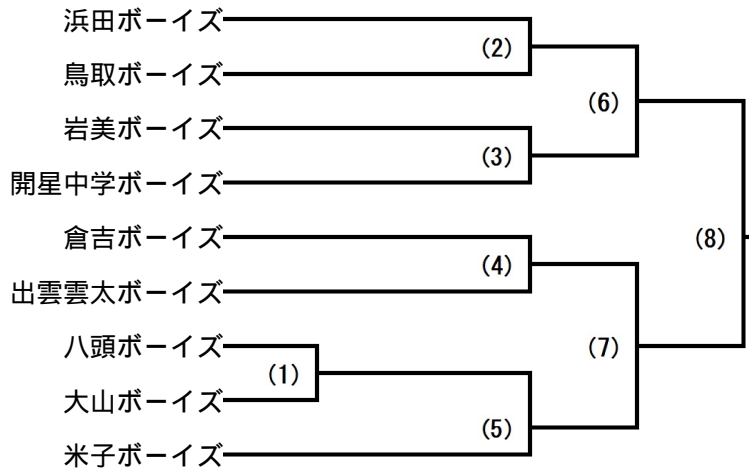 浜田ボーイズ
(2)
鳥取ボーイズ
(6)
岩美ボーイズ
(3)
開星中学ボーイズ
(8)
倉吉ボーイズ
(4)
出雲雲太ボーイズ
(7)
八頭ボーイズ
(1)
大山ボーイズ
(5)
米子ボーイズ